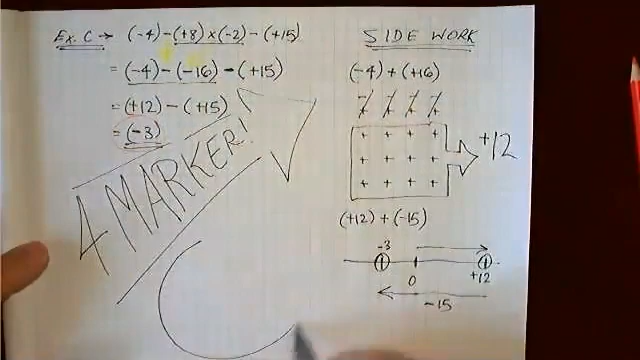 Ex. C → (-4) - (+8) × (-2) - (+15)
= (-4) - (-16) - (+15)
= (+12) - (+15)
= (-3)
4 MARKER!
SIDE WORK
(-4) + (+16)
- - - -
+ + + +
+ + + +
+ + + +
+ + + +
+12
(+12) + (-15)
-3
0
+12
-15